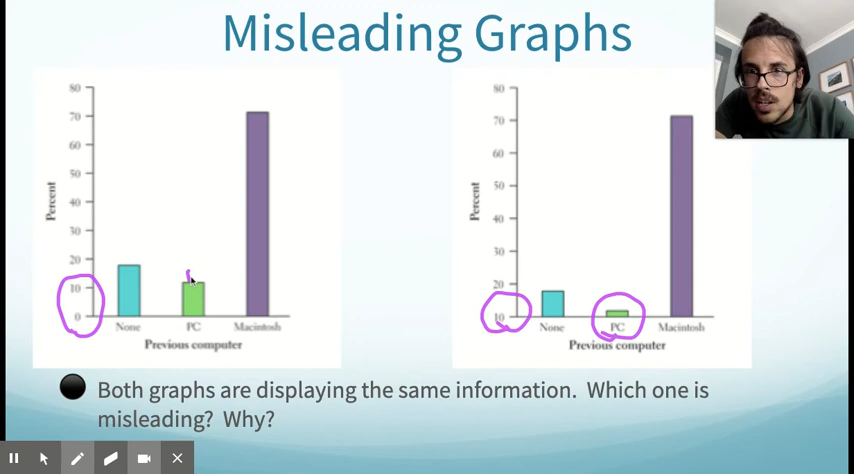 Misleading Graphs
80
70
60
50
40
30
20
10
0
Percent
None PC Macintosh
Previous computer
80
70
60
50
40
30
20
10
Percent
None PC Macintosh
Previous computer
Both graphs are displaying the same information. Which one is
misleading? Why?